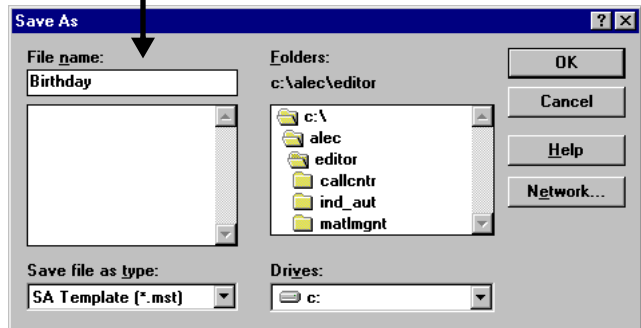 Save As
File name:
Birthday
Save file as type:
SA Template (*.mst)
Folders:
c:\alec\editor
c:\
alec
editor
callcntr
ind_aut
matlmgnt
Drives:
c:
OK
Cancel
Help
Network...